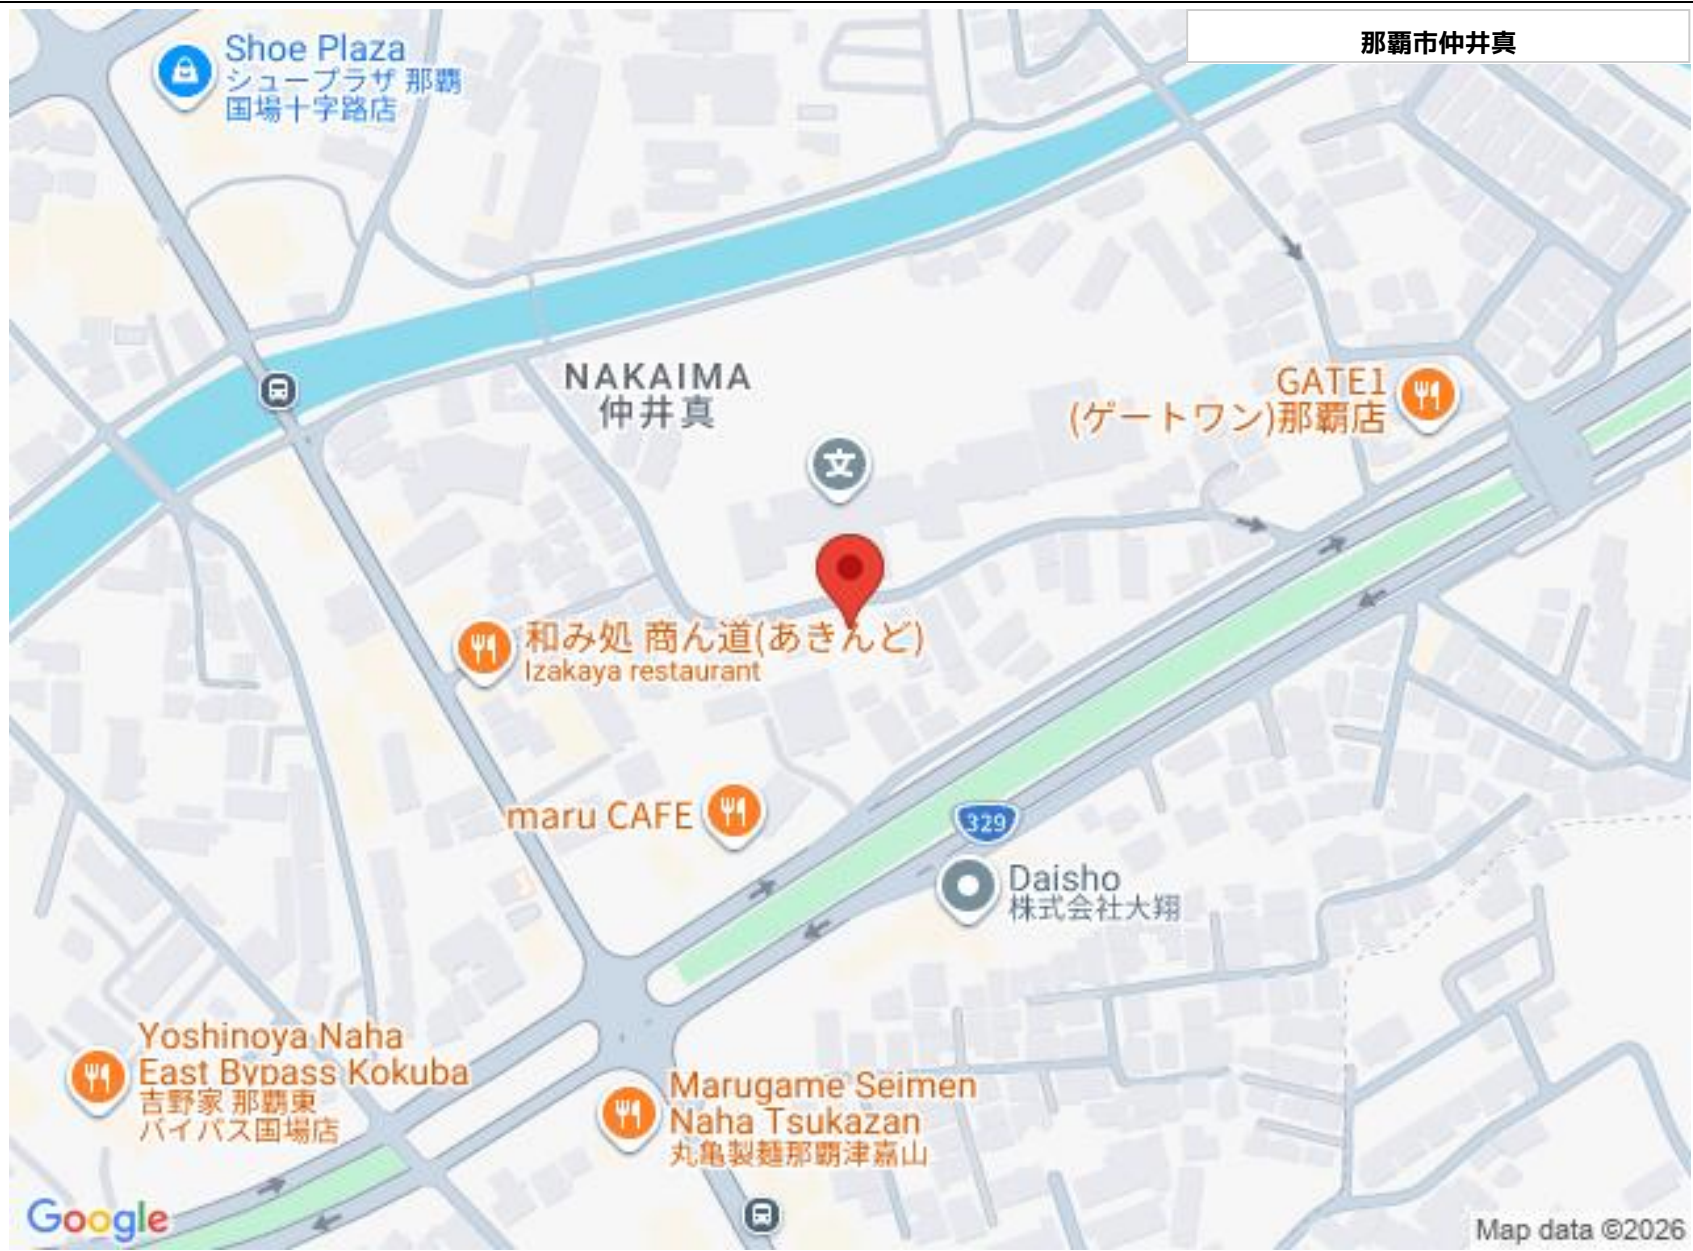 那覇市仲井真
Shoe Plaza
シュープラザ 那覇
国場十字路店
NAKAIMA
仲井真
GATE1
(ゲートワン)那覇店
文
和み処 商ん道(あきんど)
Izakaya restaurant
maru CAFE
329
Daisho
株式会社大翔
Yoshinoya Naha
East Bypass Kokuba
吉野家 那覇東
バイパス国場店
Marugame Seimen
Naha Tsukazan
丸亀製麺那覇津嘉山
Google
Map data ©2026